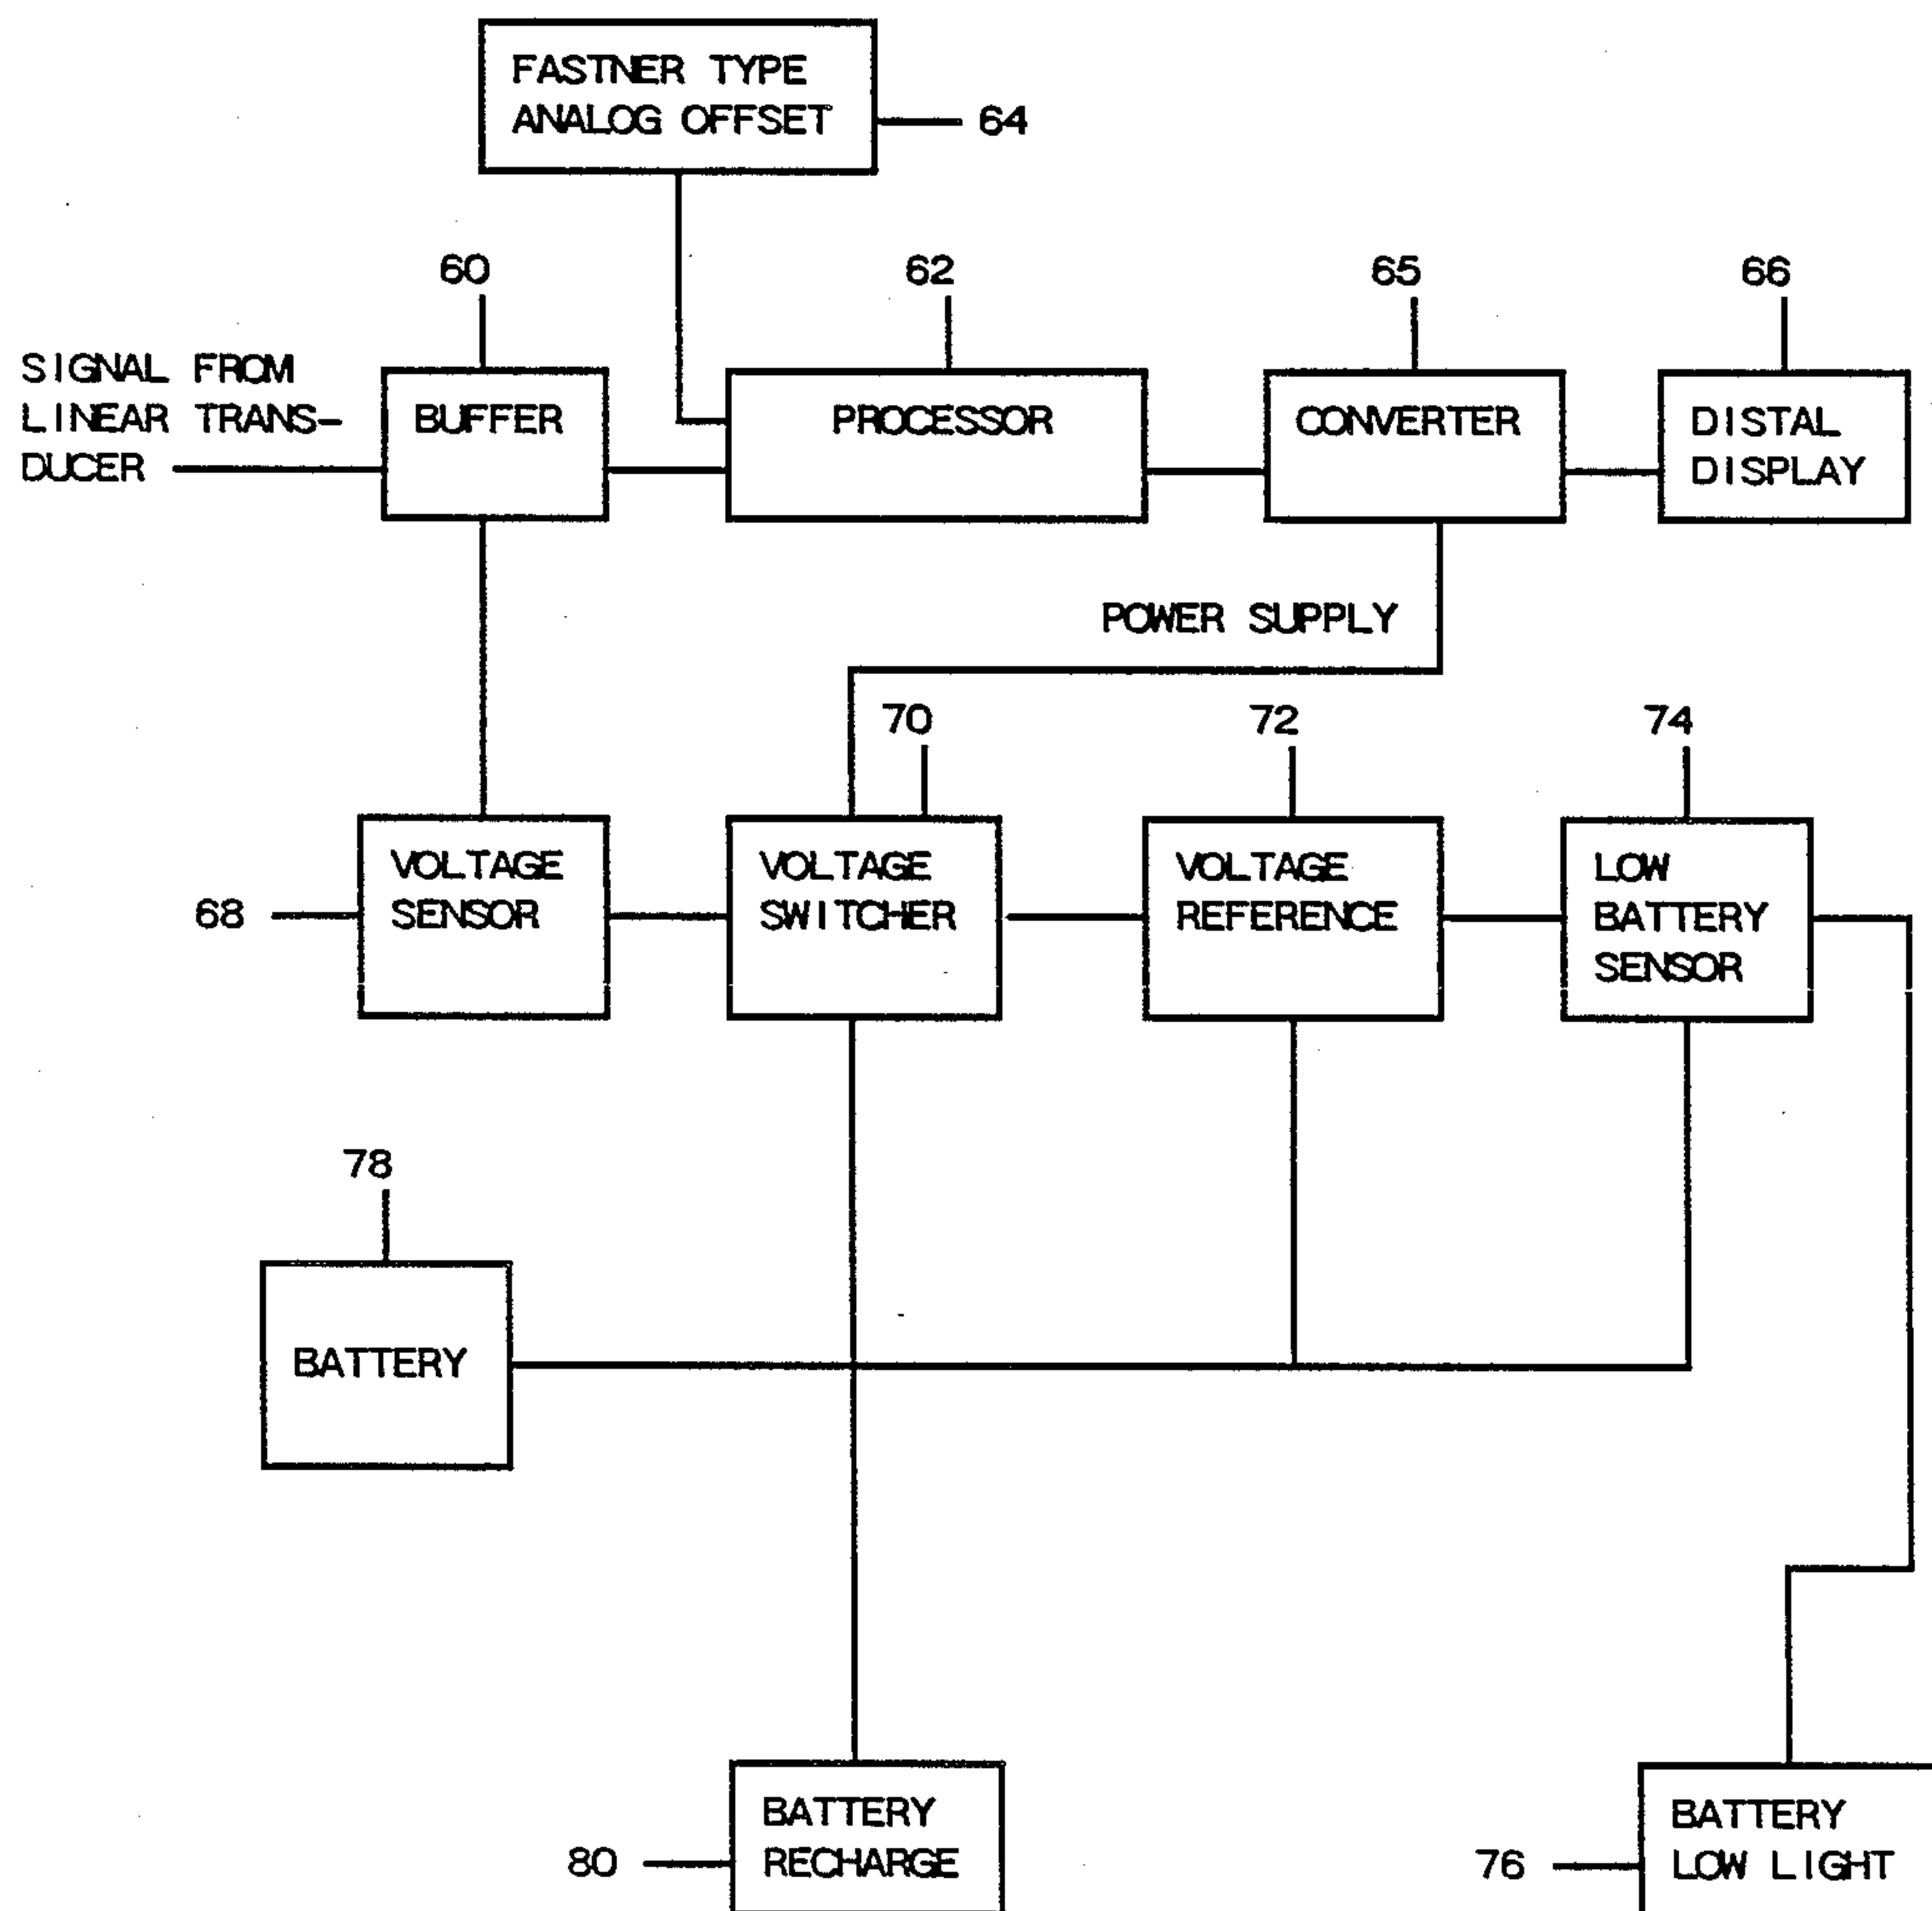 FASTNER TYPE
ANALOG OFFSET
64
60
62
65
66
SIGNAL FROM
LINEAR TRANS-
DUCER
BUFFER
PROCESSOR
CONVERTER
DISTAL
DISPLAY
POWER SUPPLY
70
72
74
68
VOLTAGE
SENSOR
VOLTAGE
SWITCHER
VOLTAGE
REFERENCE
LOW
BATTERY
SENSOR
78
BATTERY
80
BATTERY
RECHARGE
76
BATTERY
LOW LIGHT